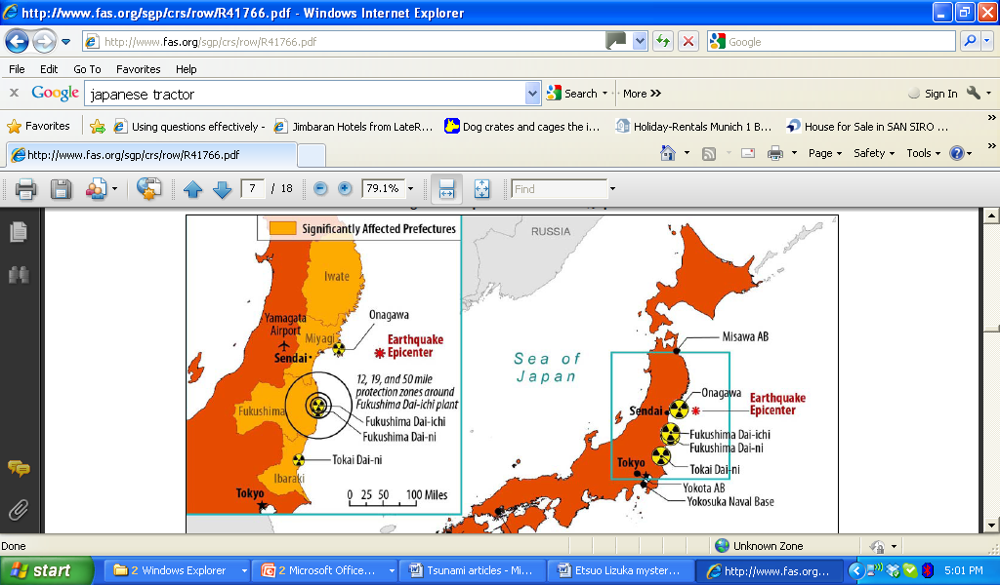 http://www.fas.org/sgp/crs/row/R41766.pdf - Windows Internet Explorer
http://www.fas.org/sgp/crs/row/R41766.pdf
Google
File Edit Go To Favorites Help
x Google japanese tractor Search More >> Sign In
Favorites Using questions effectively - Jimbaran Hotels from LateR... Dog crates and cages the i... Holiday-Rentals Munich 1 B... House for Sale in SAN SIRO ... >>
http://www.fas.org/sgp/crs/row/R41766.pdf Page Safety Tools >>
7 / 18 79.1% Find
Significantly Affected Prefectures
Iwate
Yamagata
Airport
Onagawa
Miyagi
Sendai
Earthquake
Epicenter
12, 19, and 50 mile
protection zones around
Fukushima Dai-ichi plant
Fukushima
Fukushima Dai-ichi
Fukushima Dai-ni
Tokai Dai-ni
Ibaraki
Tokyo
0 25 50 100 Miles
RUSSIA
Sea of
Japan
Misawa AB
Onagawa
Sendai
Earthquake
Epicenter
Fukushima Dai-ichi
Fukushima Dai-ni
Tokyo
Tokai Dai-ni
Yokota AB
Yokosuka Naval Base
Done Unknown Zone
start 2 Windows Explorer 2 Microsoft Office... Tsunami articles - Mi... Etsuo Lizuka myster... http://www.fas.org... 5:01 PM